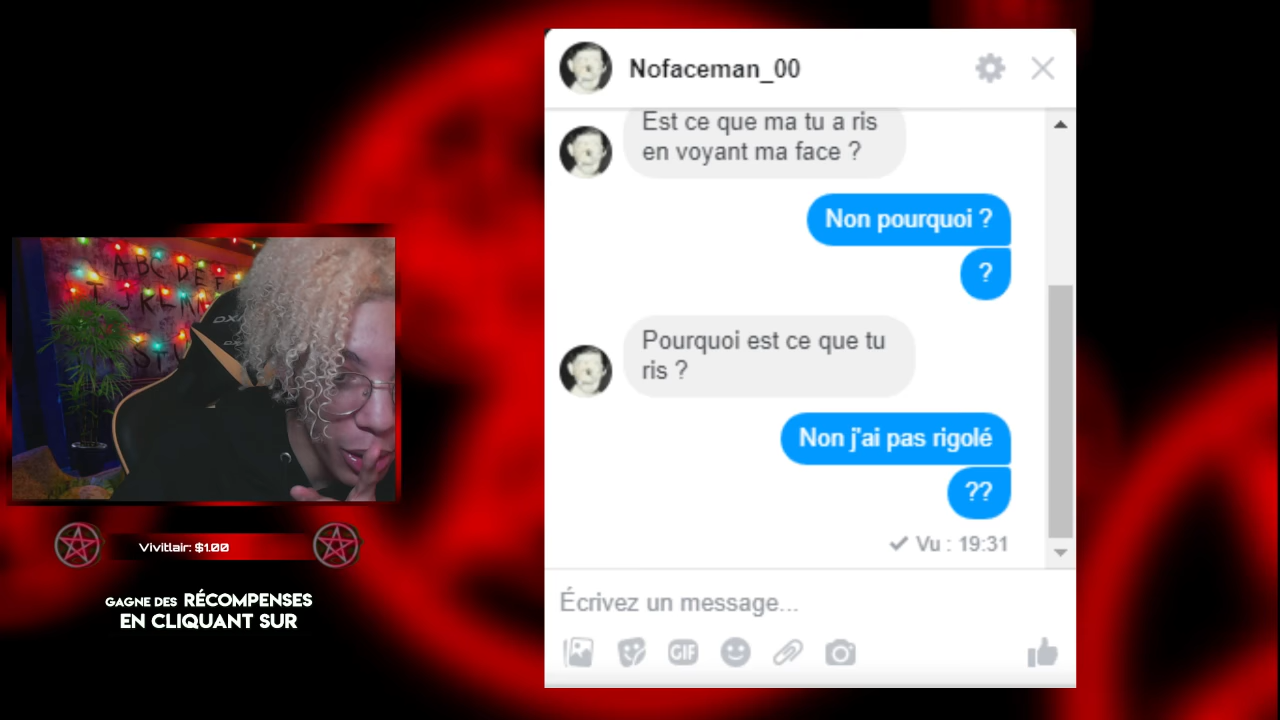 Nofaceman_00
Est ce que ma tu a ris
en voyant ma face ?
Non pourquoi ?
?
Pourquoi est ce que tu
ris ?
Non j'ai pas rigolé
??
Vu : 19:31
Écrivez un message...
GIF
A B C D E F
J K L
S T U
DX
Vivitlair: $1.00
GAGNE DES RÉCOMPENSES
EN CLIQUANT SUR